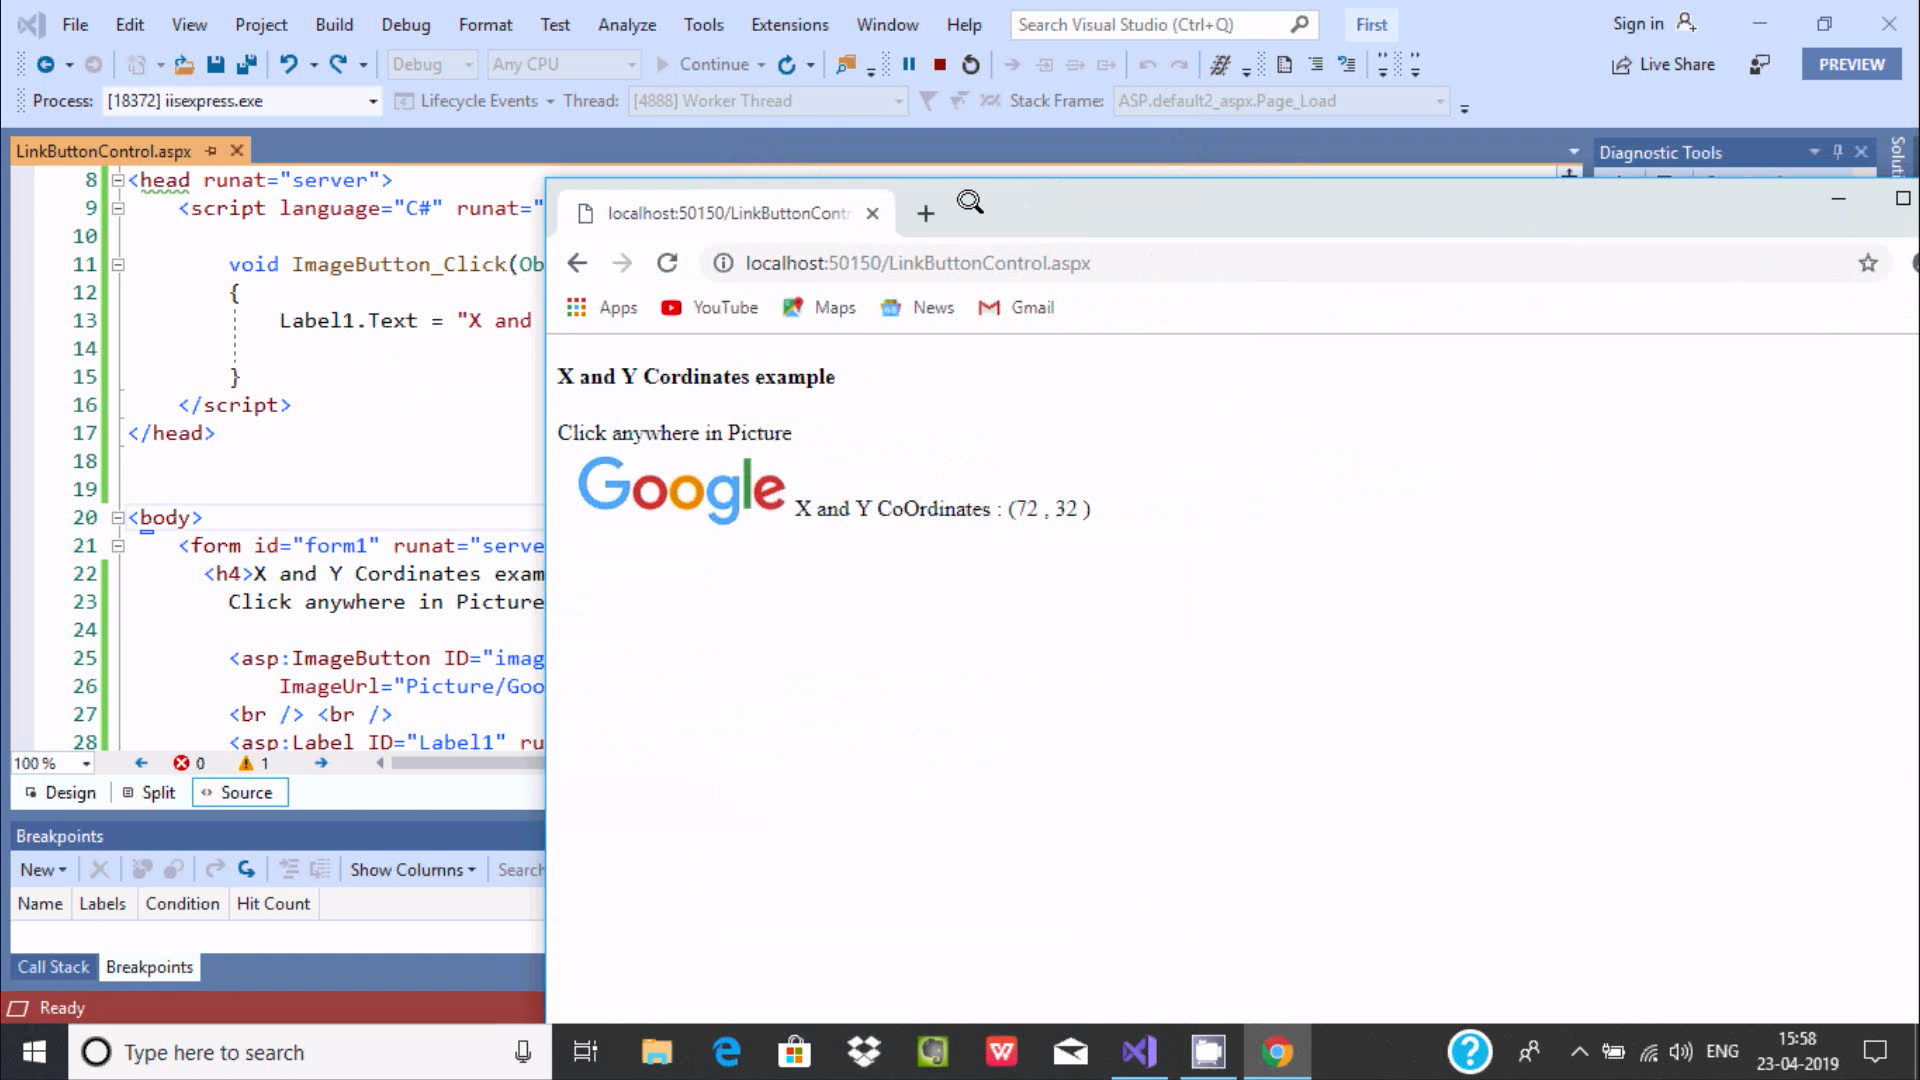 File Edit View Project Build Debug Format Test Analyze Tools Extensions Window Help Search Visual Studio (Ctrl+Q) First Sign in
Debug Any CPU Continue Live Share PREVIEW
Process: [18372] iisexpress.exe Lifecycle Events Thread: [4888] Worker Thread Stack Frame: ASP.default2_aspx.Page_Load
LinkButtonControl.aspx Diagnostic Tools
8 <head runat="server">
9 <script language="C#" runat="
10
11 void ImageButton_Click(Ob
12 {
13 Label1.Text = "X and
14
15 }
16 </script>
17 </head>
18
19
20 <body>
21 <form id="form1" runat="serve
22 <h4>X and Y Cordinates exam
23 Click anywhere in Picture
24
25 <asp:ImageButton ID="imag
26 ImageUrl="Picture/Goo
27 <br /> <br />
28 <asp:Label ID="Label1" ru
100 % 0 1
Design Split Source
Breakpoints
New Show Columns Search
Name Labels Condition Hit Count
Call Stack Breakpoints
Ready
localhost:50150/LinkButtonContr
localhost:50150/LinkButtonControl.aspx
Apps YouTube Maps News Gmail
X and Y Cordinates example
Click anywhere in Picture
Google X and Y CoOrdinates : (72 , 32 )
Type here to search
ENG
15:58
23-04-2019